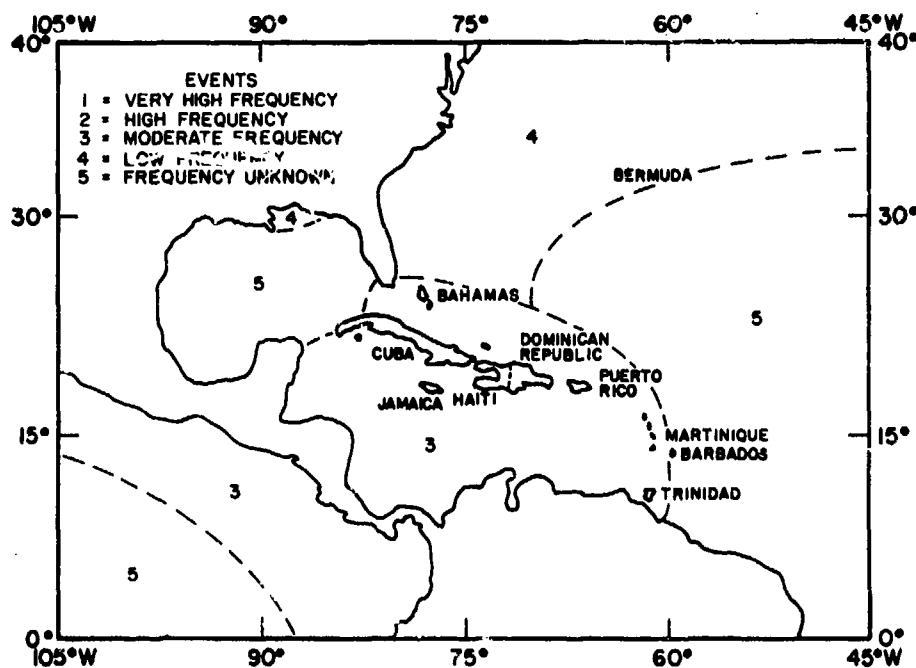 105°W 90° 75° 60° 45°W
40° 40°
EVENTS
1 = VERY HIGH FREQUENCY
2 = HIGH FREQUENCY
3 = MODERATE FREQUENCY
4 = LOW FREQUENCY
5 = FREQUENCY UNKNOWN
4
BERMUDA
30° 4 30°
5
BAHAMAS
5
DOMINICAN
REPUBLIC
CUBA
PUERTO
RICO
JAMAICA HAITI
15° 3 MARTINIQUE 15°
BARBADOS
3 TRINIDAD
5
0° 0°
105°W 90° 75° 60° 45°W